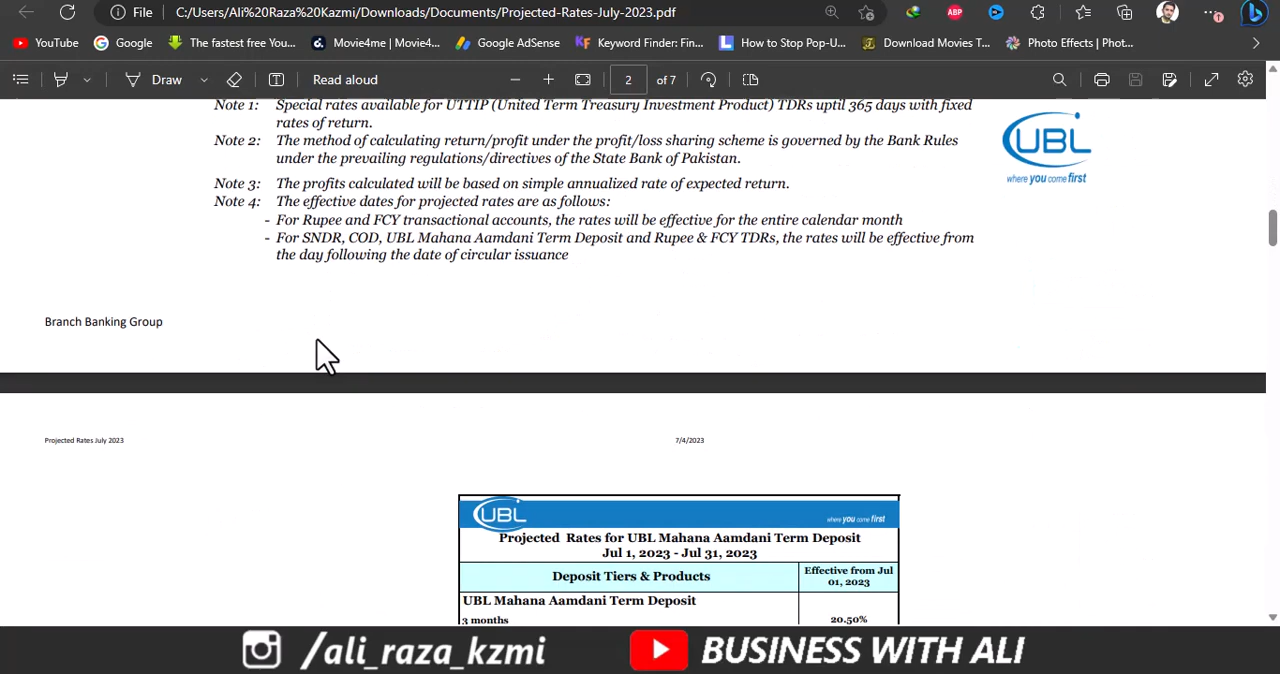 File
C:/Users/Ali%20Raza%20Kazmi/Downloads/Documents/Projected-Rates-July-2023.pdf
ABP
YouTube
Google
The fastest free You...
Movie4me | Movie4...
Google AdSense
KF
Keyword Finder: Fin...
How to Stop Pop-U...
Download Movies T...
Photo Effects | Phot...
Draw
Read aloud
2
of 7
Note 1: Special rates available for UTTIP (United Term Treasury Investment Product) TDRs uptil 365 days with fixed
rates of return.
Note 2: The method of calculating return/profit under the profit/loss sharing scheme is governed by the Bank Rules
under the prevailing regulations/directives of the State Bank of Pakistan.
Note 3: The profits calculated will be based on simple annualized rate of expected return.
Note 4: The effective dates for projected rates are as follows:
- For Rupee and FCY transactional accounts, the rates will be effective for the entire calendar month
- For SNDR, COD, UBL Mahana Aamdani Term Deposit and Rupee & FCY TDRs, the rates will be effective from
the day following the date of circular issuance
UBL
where you come first
Branch Banking Group
Projected Rates July 2023
7/4/2023
UBL
where you come first
Projected Rates for UBL Mahana Aamdani Term Deposit
Jul 1, 2023 - Jul 31, 2023
Deposit Tiers & Products
Effective from Jul
01, 2023
UBL Mahana Aamdani Term Deposit
3 months
20.50%
/ali_raza_kzmi
BUSINESS WITH ALI